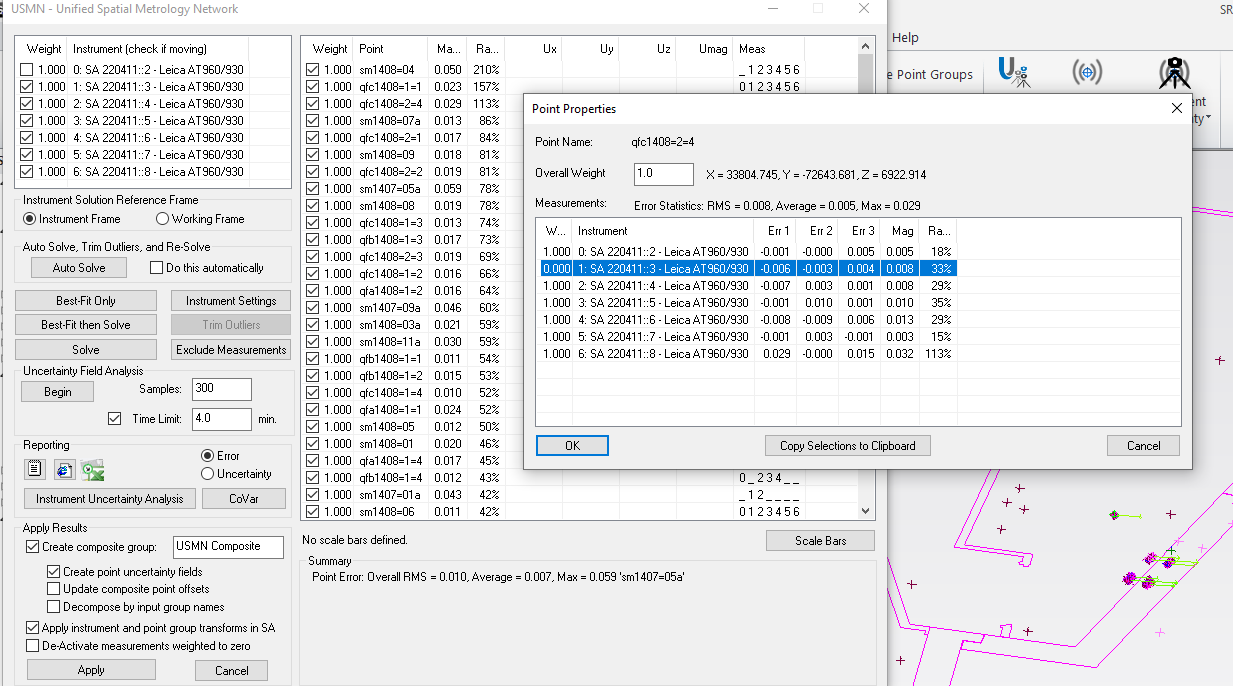 USMN - Unified Spatial Metrology Network
Weight Instrument (check if moving)
1.000 0: SA 220411::2 - Leica AT960/930
1.000 1: SA 220411::3 - Leica AT960/930
1.000 2: SA 220411::4 - Leica AT960/930
1.000 3: SA 220411::5 - Leica AT960/930
1.000 4: SA 220411::6 - Leica AT960/930
1.000 5: SA 220411::7 - Leica AT960/930
1.000 6: SA 220411::8 - Leica AT960/930
Instrument Solution Reference Frame
Instrument Frame Working Frame
Auto Solve, Trim Outliers, and Re-Solve
Auto Solve Do this automatically
Best-Fit Only Instrument Settings
Best-Fit then Solve Trim Outliers
Solve Exclude Measurements
Uncertainty Field Analysis
Begin Samples: 300
Time Limit: 4.0 min.
Reporting
Error
Uncertainty
Instrument Uncertainty Analysis CoVar
Apply Results
Create composite group: USMN Composite
Create point uncertainty fields
Update composite point offsets
Decompose by input group names
Apply instrument and point group transforms in SA
De-Activate measurements weighted to zero
Apply Cancel
Weight Point Ma... Ra... Ux Uy Uz Umag Meas
1.000 sm1408=04 0.050 210% _ 1 2 3 4 5 6
1.000 qfc1408=1=1 0.023 157% 0 1 2 3 4 5 6
1.000 qfc1408=2=4 0.029 113%
1.000 sm1408=07a 0.013 86%
1.000 qfc1408=2=1 0.017 84%
1.000 sm1408=09 0.018 81%
1.000 qfc1408=2=2 0.019 81%
1.000 sm1407=05a 0.059 78%
1.000 sm1408=08 0.019 78%
1.000 qfc1408=1=3 0.013 74%
1.000 qfb1408=1=3 0.017 73%
1.000 qfc1408=2=3 0.019 69%
1.000 qfc1408=1=2 0.016 66%
1.000 qfa1408=1=2 0.016 64%
1.000 sm1407=09a 0.046 60%
1.000 sm1408=03a 0.021 59%
1.000 sm1408=11a 0.030 59%
1.000 qfb1408=1=1 0.011 54%
1.000 qfb1408=1=2 0.015 53%
1.000 qfc1408=1=4 0.010 52%
1.000 qfa1408=1=1 0.024 52%
1.000 sm1408=05 0.012 50%
1.000 sm1408=01 0.020 46%
1.000 qfa1408=1=4 0.017 45%
1.000 qfb1408=1=4 0.012 43% 0 _ 2 3 4 _ _
1.000 sm1407=01a 0.043 42% _ 1 2 _ _ _ _
1.000 sm1408=06 0.011 42% 0 1 2 3 4 5 6
No scale bars defined. Scale Bars
Summary
Point Error: Overall RMS = 0.010, Average = 0.007, Max = 0.059 'sm1407=05a'
SR
Help
e Point Groups
ent
ty
Point Properties
Point Name: qfc1408=2=4
Overall Weight 1.0 X = 33804.745, Y = -72643.681, Z = 6922.914
Measurements: Error Statistics: RMS = 0.008, Average = 0.005, Max = 0.029
W... Instrument Err 1 Err 2 Err 3 Mag Ra...
1.000 0: SA 220411::2 - Leica AT960/930 -0.001 -0.000 0.005 0.005 18%
0.000 1: SA 220411::3 - Leica AT960/930 -0.006 -0.003 0.004 0.008 33%
1.000 2: SA 220411::4 - Leica AT960/930 -0.007 0.003 0.001 0.008 29%
1.000 3: SA 220411::5 - Leica AT960/930 -0.001 0.010 0.001 0.010 35%
1.000 4: SA 220411::6 - Leica AT960/930 -0.008 -0.009 0.006 0.013 29%
1.000 5: SA 220411::7 - Leica AT960/930 -0.001 0.003 -0.001 0.003 15%
1.000 6: SA 220411::8 - Leica AT960/930 0.029 -0.000 0.015 0.032 113%
OK Copy Selections to Clipboard Cancel